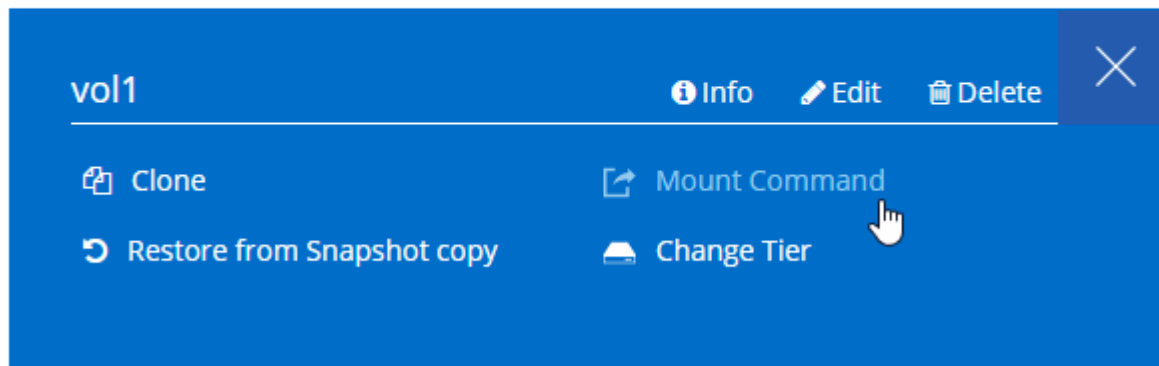 vol1 Info Edit Delete
Clone Mount Command
Restore from Snapshot copy Change Tier